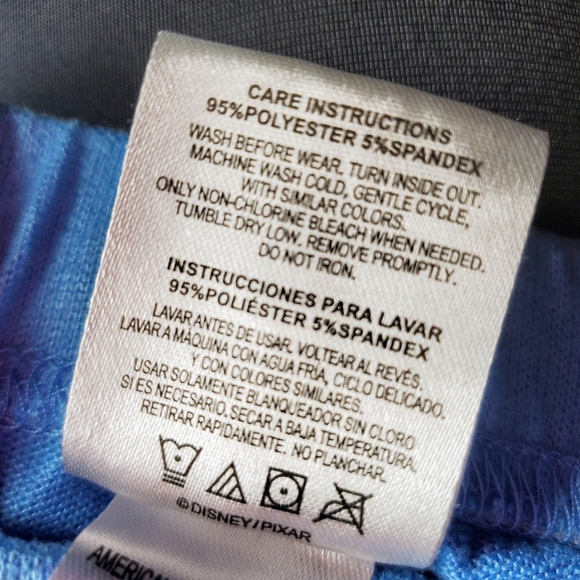 CARE INSTRUCTIONS
95%POLYESTER 5%SPANDEX
WASH BEFORE WEAR, TURN INSIDE OUT.
MACHINE WASH COLD, GENTLE CYCLE,
WITH SIMILAR COLORS.
ONLY NON-CHLORINE BLEACH WHEN NEEDED.
TUMBLE DRY LOW. REMOVE PROMPTLY.
DO NOT IRON.
INSTRUCCIONES PARA LAVAR
95%POLIÉSTER 5%SPANDEX
LAVAR ANTES DE USAR. VOLTEAR AL REVÉS,
LAVAR A MÁQUINA CON AGUA FRÍA, CICLO DELICADO.
Y CON COLORES SIMILARES.
USAR SOLAMENTE BLANQUEADOR SIN CLORO
SI ES NECESARIO. SECAR A BAJA TEMPERATURA.
RETIRAR RAPIDAMENTE. NO PLANCHAR.
©DISNEY/PIXAR